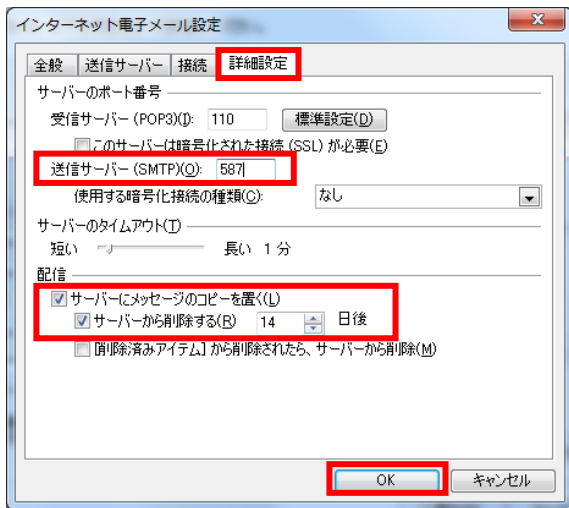 インターネット電子メール設定
全般 送信サーバー 接続 詳細設定
サーバーのポート番号
受信サーバー (POP3)(I): 110 標準設定(D)
このサーバーは暗号化された接続 (SSL) が必要(E)
送信サーバー (SMTP)(O): 587
使用する暗号化接続の種類(C): なし
サーバーのタイムアウト(T)
短い 長い 1 分
配信
サーバーにメッセージのコピーを置く(L)
サーバーから削除する(R) 14 日後
[削除済みアイテム] から削除されたら、サーバーから削除(M)
OK キャンセル